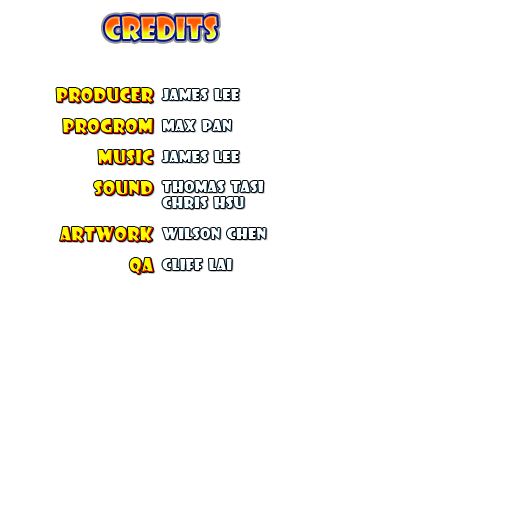 CREDITS
PRODUCER JAMES LEE
PROGROM MAX PAN
MUSIC JAMES LEE
SOUND THOMAS TASI
CHRIS HSU
ARTWORK WILSON CHEN
QA CLIFF LAI